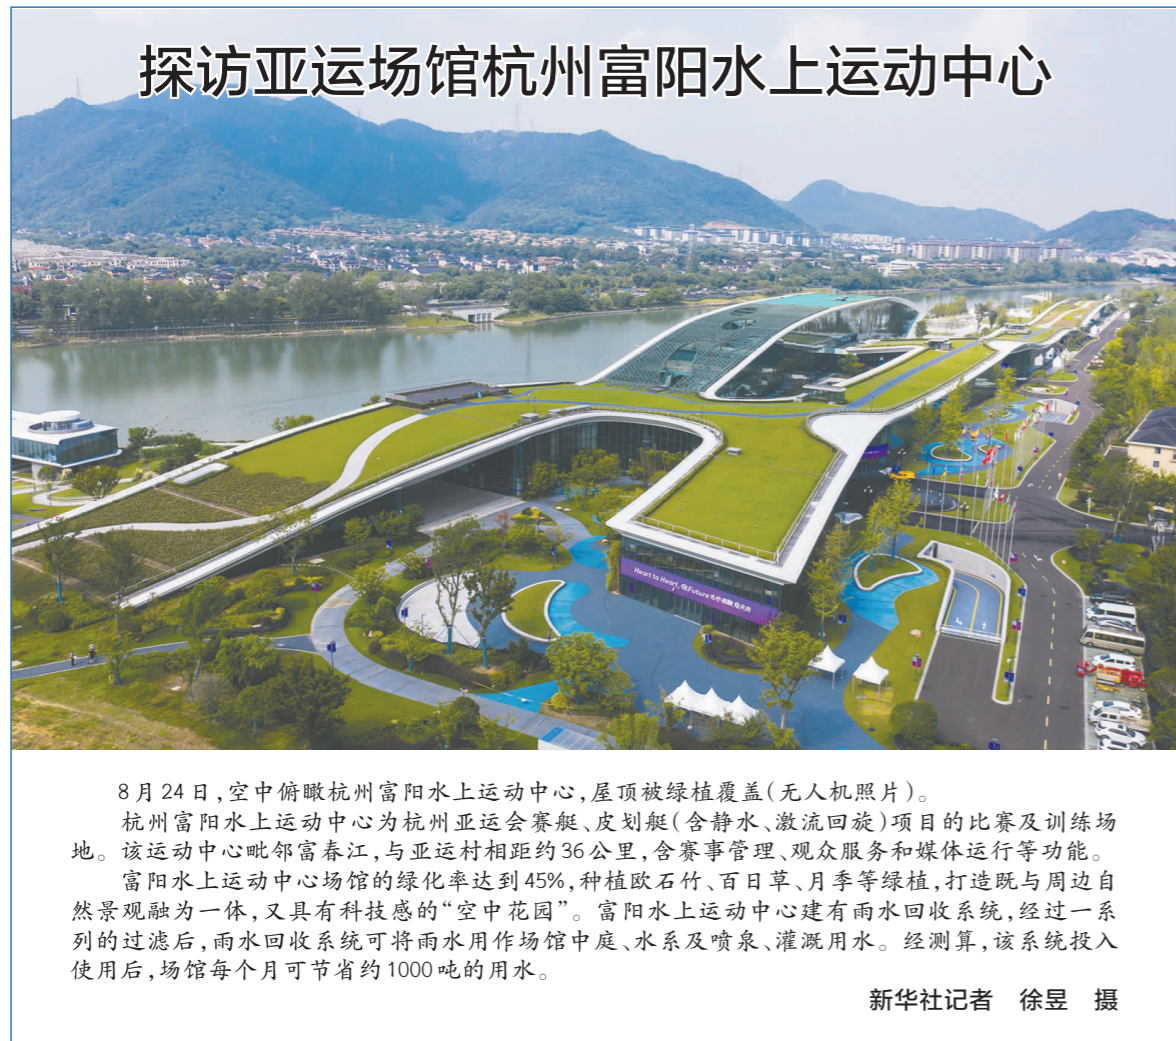 探访亚运场馆杭州富阳水上运动中心
Heart to Heart, @Future 心心相融,@未来
8月24日,空中俯瞰杭州富阳水上运动中心,屋顶被绿植覆盖(无人机照片)。
杭州富阳水上运动中心为杭州亚运会赛艇、皮划艇(含静水、激流回旋)项目的比赛及训练场
地。该运动中心毗邻富春江,与亚运村相距约36公里,含赛事管理、观众服务和媒体运行等功能。
富阳水上运动中心场馆的绿化率达到45%,种植欧石竹、百日草、月季等绿植,打造既与周边自
然景观融为一体,又具有科技感的“空中花园”。富阳水上运动中心建有雨水回收系统,经过一系
列的过滤后,雨水回收系统可将雨水用作场馆中庭、水系及喷泉、灌溉用水。经测算,该系统投入
使用后,场馆每个月可节省约1000吨的用水。
新华社记者 徐昱 摄